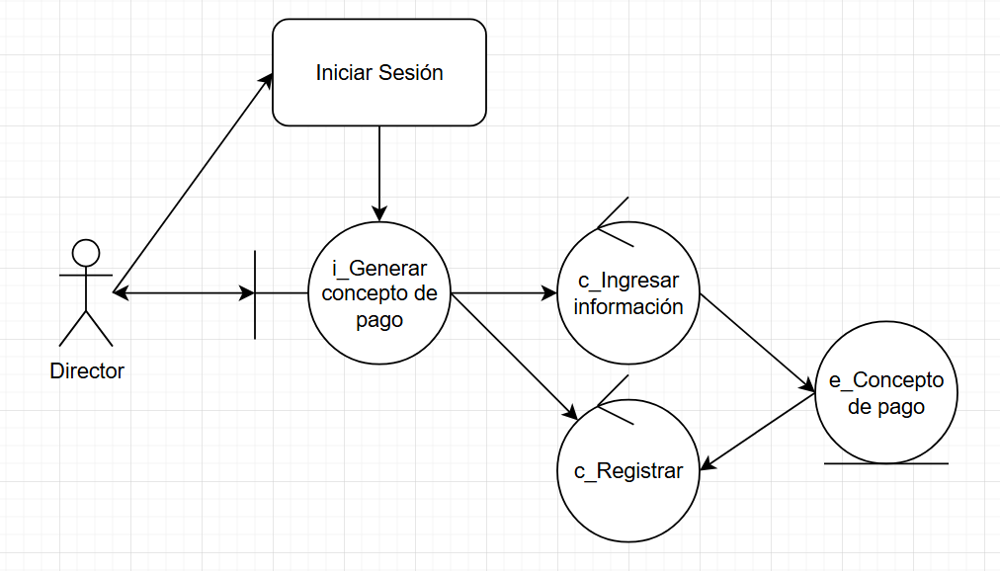 Iniciar Sesión
i_Generar
concepto de
pago
c_Ingresar
información
Director
e_Concepto
de pago
c_Registrar